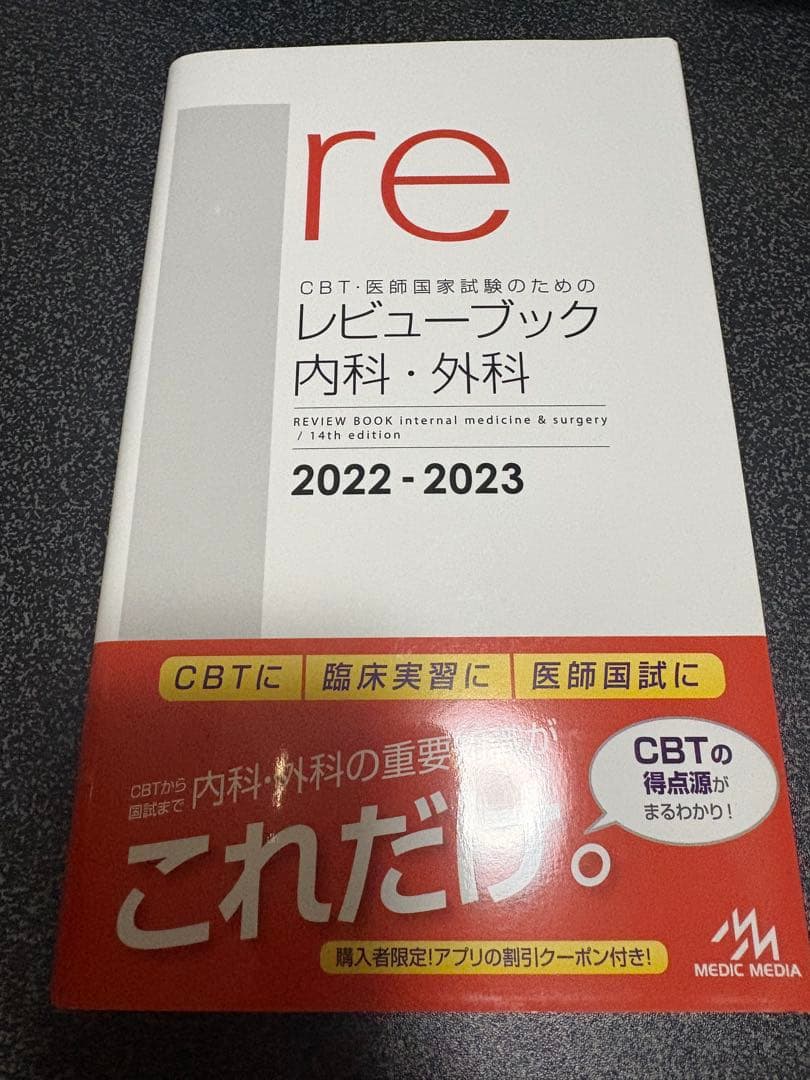 re
CBT・医師国家試験のための
レビューブック
内科・外科
REVIEW BOOK internal medicine & surgery
/ 14th edition
2022 - 2023
CBTに 臨床実習に 医師国試に
CBTから
国試まで
内科・外科の重要 が
これだけ。
CBTの
得点源が
まるわかり!
購入者限定!アプリの割引クーポン付き!
MEDIC MEDIA